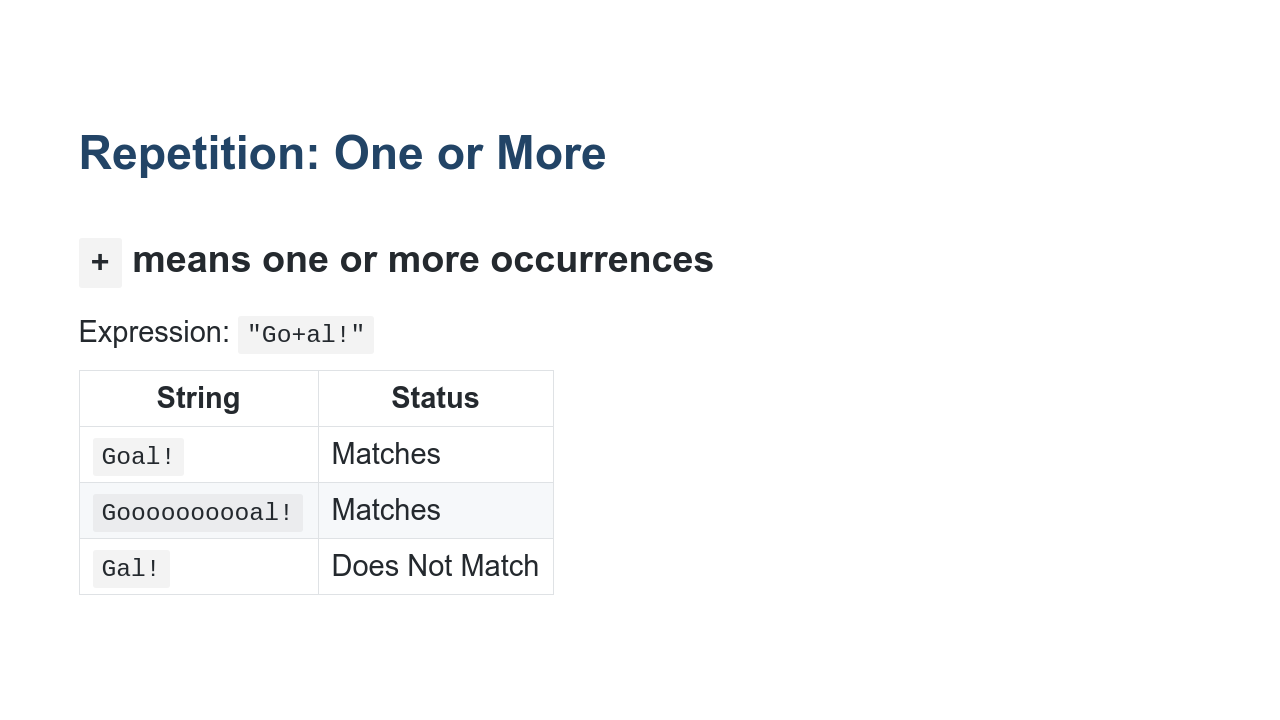 Repetition: One or More
+ means one or more occurrences
Expression: "Go+al!"
String Status
Goal! Matches
Gooooooooal! Matches
Gal! Does Not Match